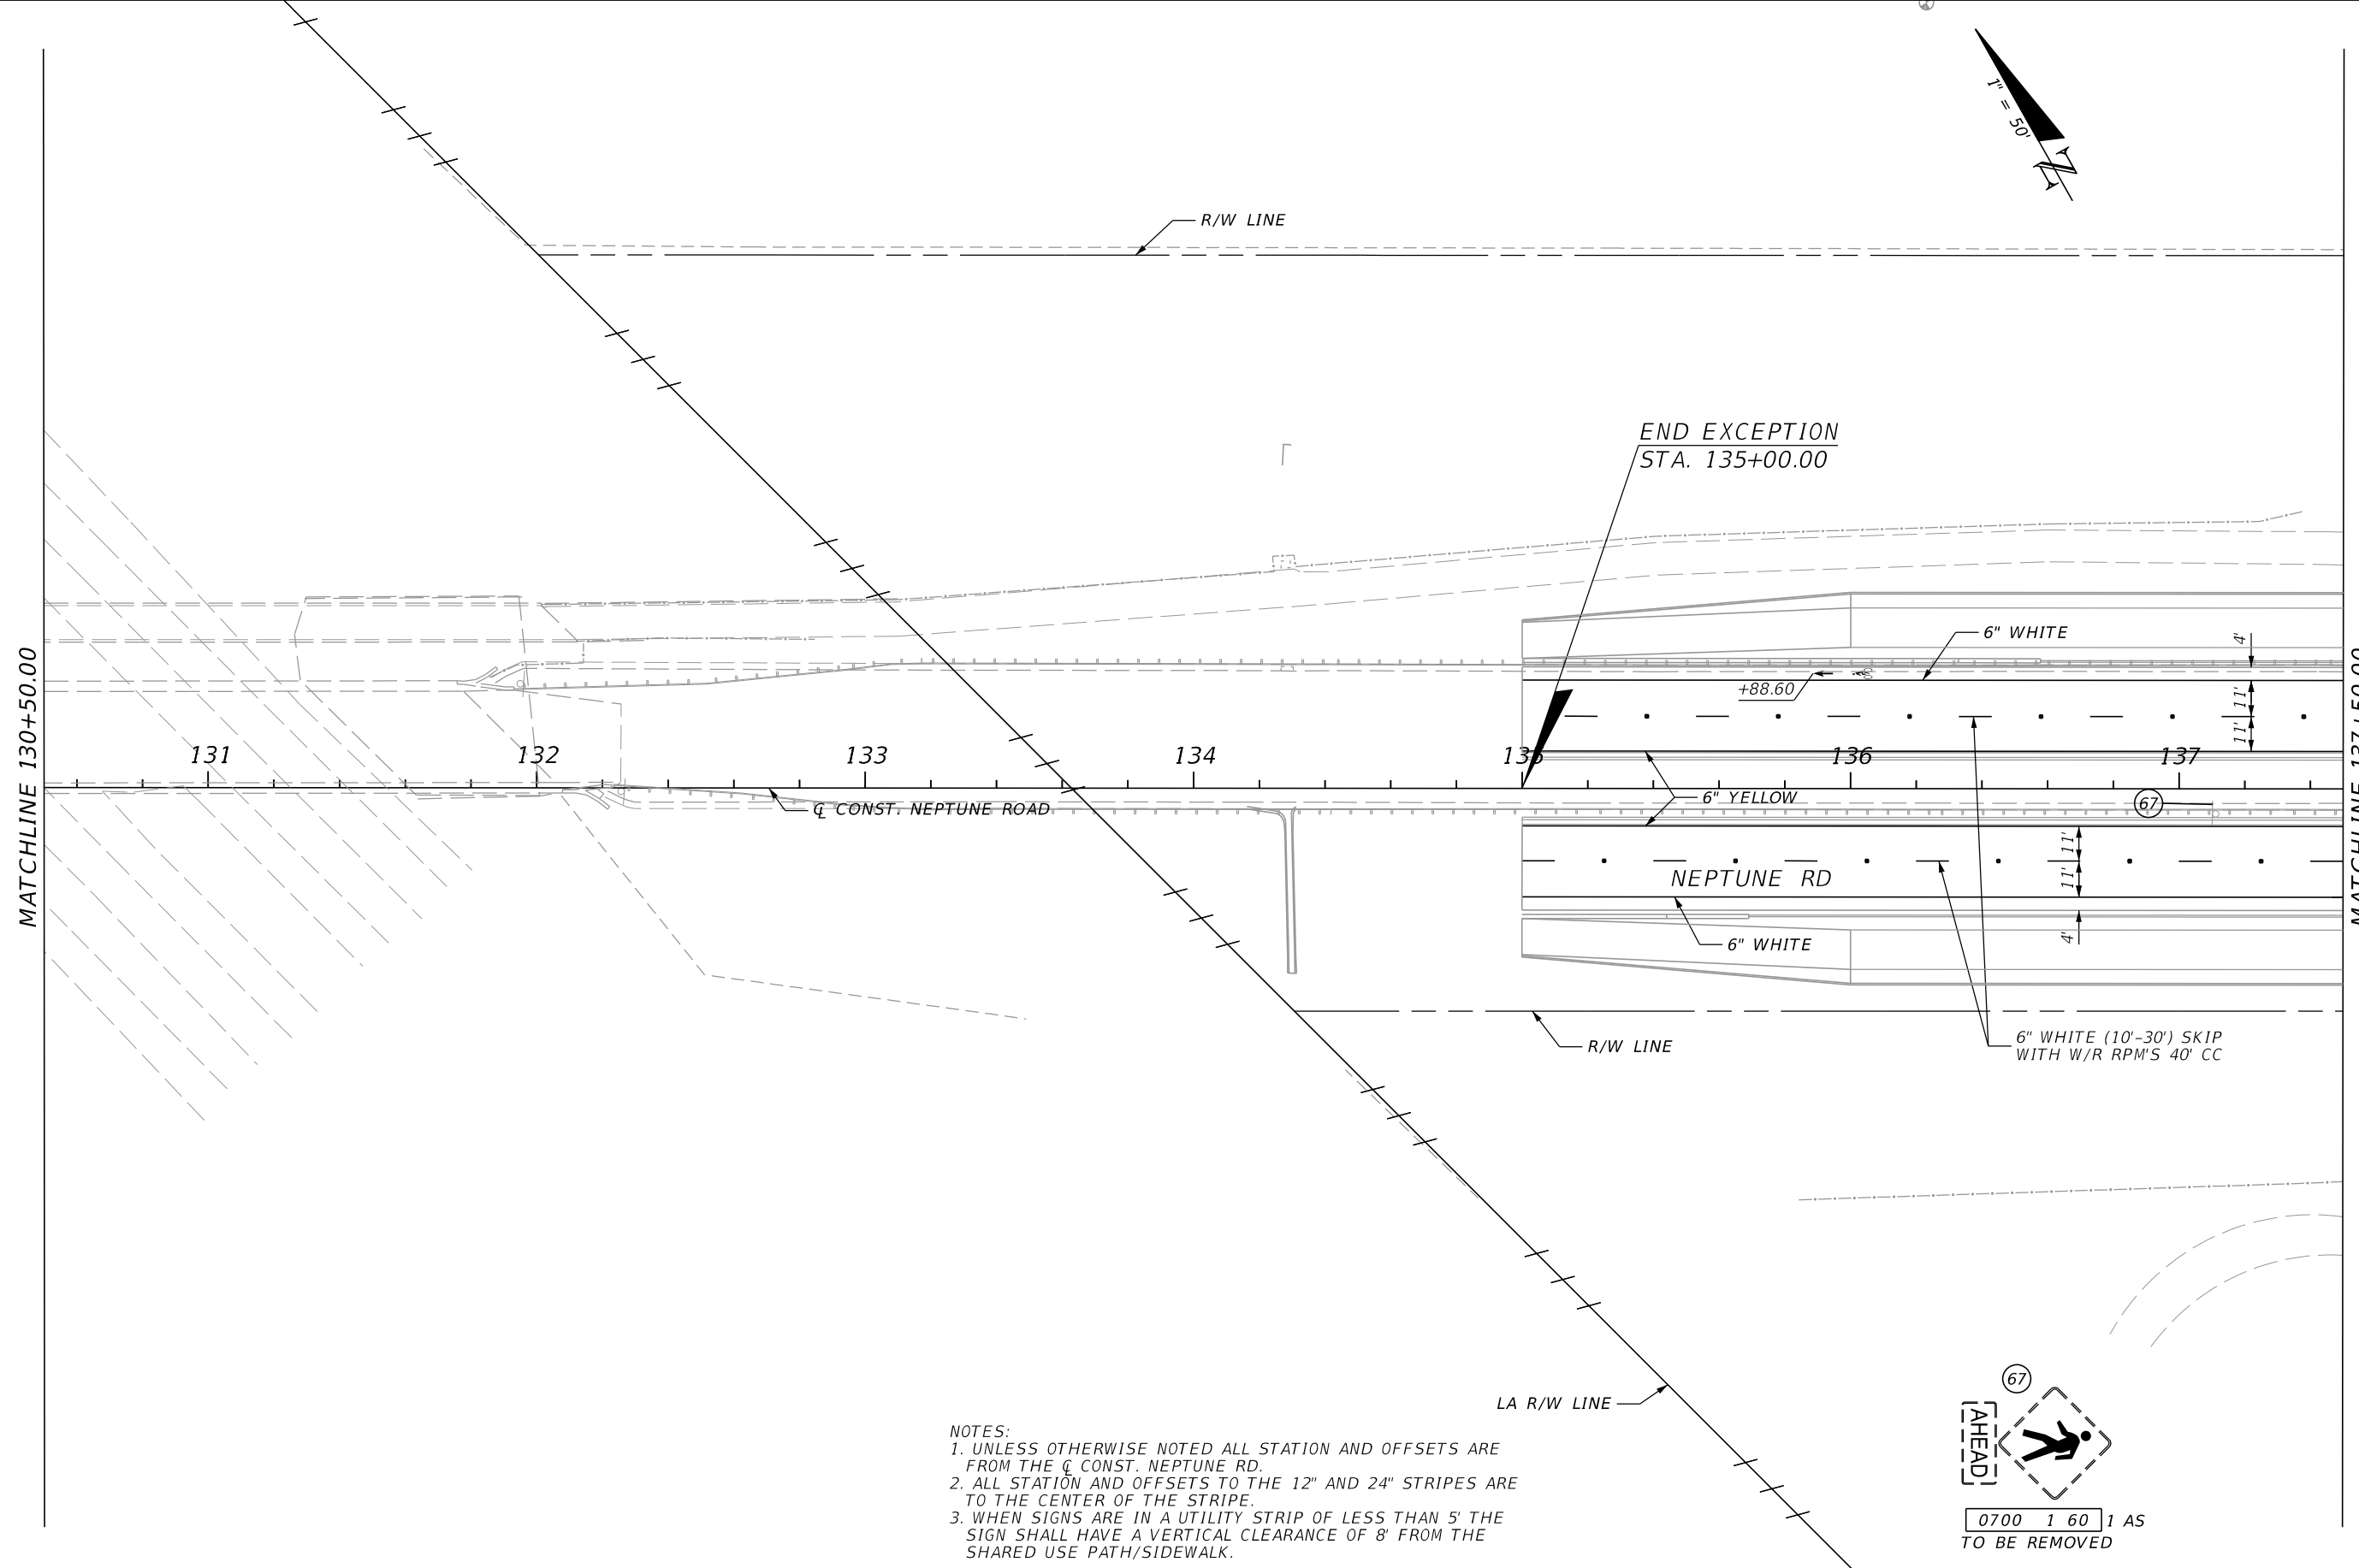 1" = 50'
N
R/W LINE
END EXCEPTION
STA. 135+00.00
MATCHLINE 130+50.00
MATCHLINE 137+50.00
6" WHITE
4'
+88.60
11'
11'
131
132
133
134
135
136
137
℄ CONST. NEPTUNE ROAD
6" YELLOW
67
11'
NEPTUNE RD
11'
6" WHITE
4'
R/W LINE
6" WHITE (10'-30') SKIP
WITH W/R RPM'S 40' CC
LA R/W LINE
NOTES:
1. UNLESS OTHERWISE NOTED ALL STATION AND OFFSETS ARE
FROM THE ℄ CONST. NEPTUNE RD.
2. ALL STATION AND OFFSETS TO THE 12" AND 24" STRIPES ARE
TO THE CENTER OF THE STRIPE.
3. WHEN SIGNS ARE IN A UTILITY STRIP OF LESS THAN 5' THE
SIGN SHALL HAVE A VERTICAL CLEARANCE OF 8' FROM THE
SHARED USE PATH/SIDEWALK.
67
AHEAD
0700 1 60 1 AS
TO BE REMOVED